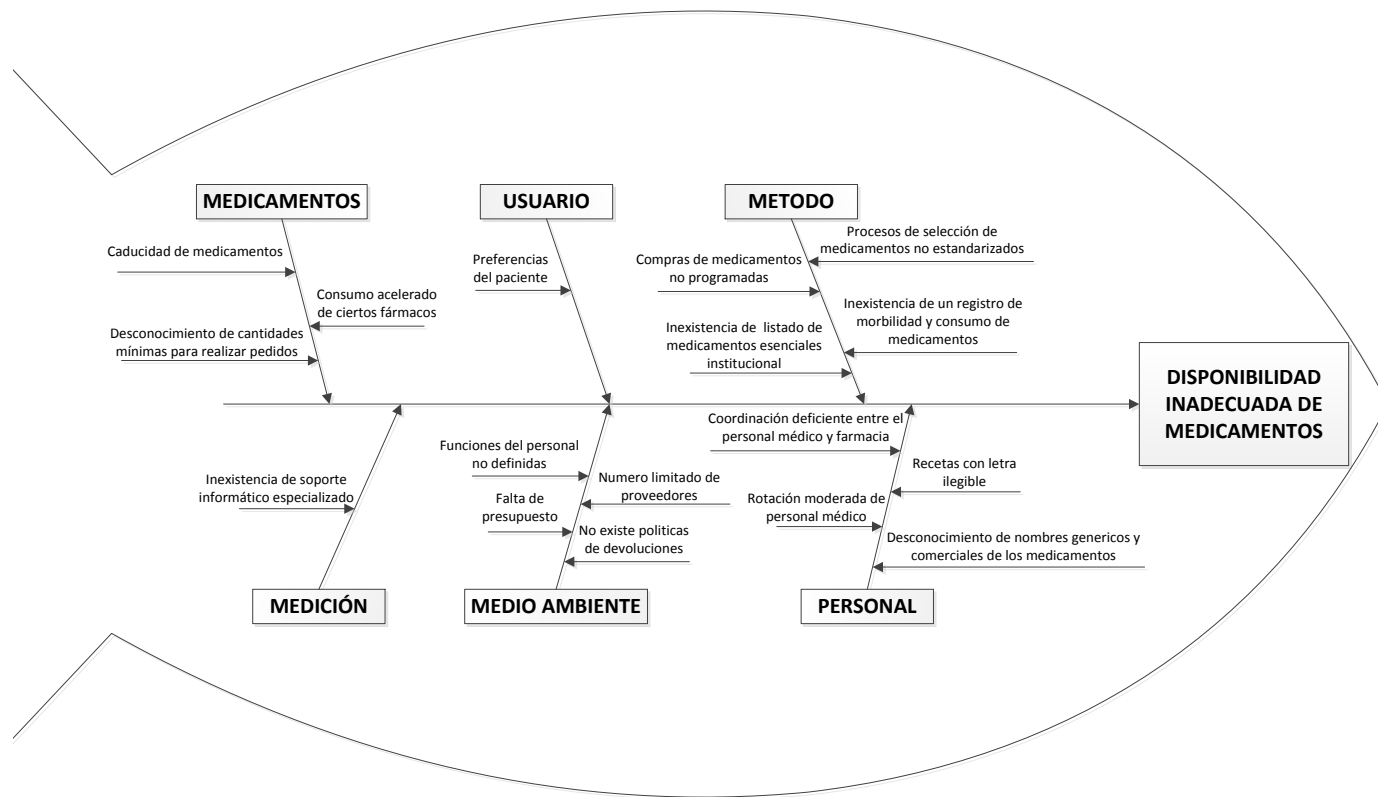 MEDICAMENTOS
USUARIO
METODO
Caducidad de medicamentos
Consumo acelerado
de ciertos fármacos
Desconocimiento de cantidades
mínimas para realizar pedidos
Preferencias
del paciente
Procesos de selección de
medicamentos no estandarizados
Compras de medicamentos
no programadas
Inexistencia de un registro de
morbilidad y consumo de
medicamentos
Inexistencia de listado de
medicamentos esenciales
institucional
DISPONIBILIDAD
INADECUADA DE
MEDICAMENTOS
Inexistencia de soporte
informático especializado
Funciones del personal
no definidas
Numero limitado de
proveedores
Falta de
presupuesto
No existe politicas
de devoluciones
Coordinación deficiente entre el
personal médico y farmacia
Recetas con letra
ilegible
Rotación moderada de
personal médico
Desconocimiento de nombres genericos y
comerciales de los medicamentos
MEDICIÓN
MEDIO AMBIENTE
PERSONAL